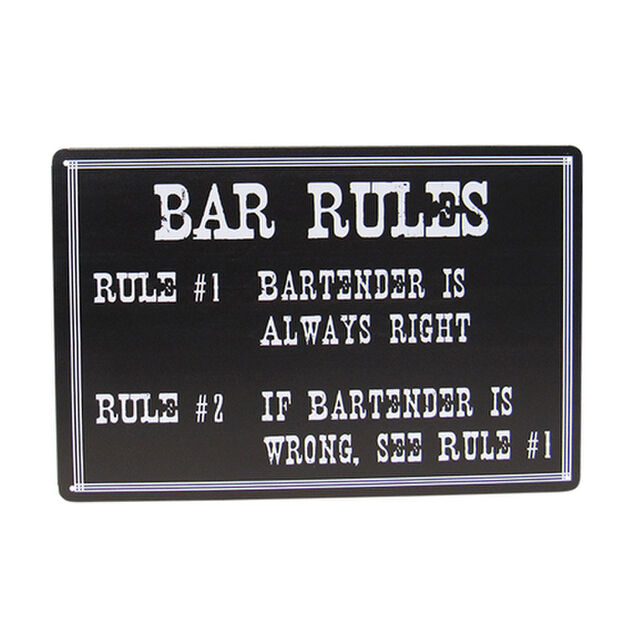 BAR RULES
RULE #1 BARTENDER IS
ALWAYS RIGHT
RULE #2 IF BARTENDER IS
WRONG, SEE RULE #1